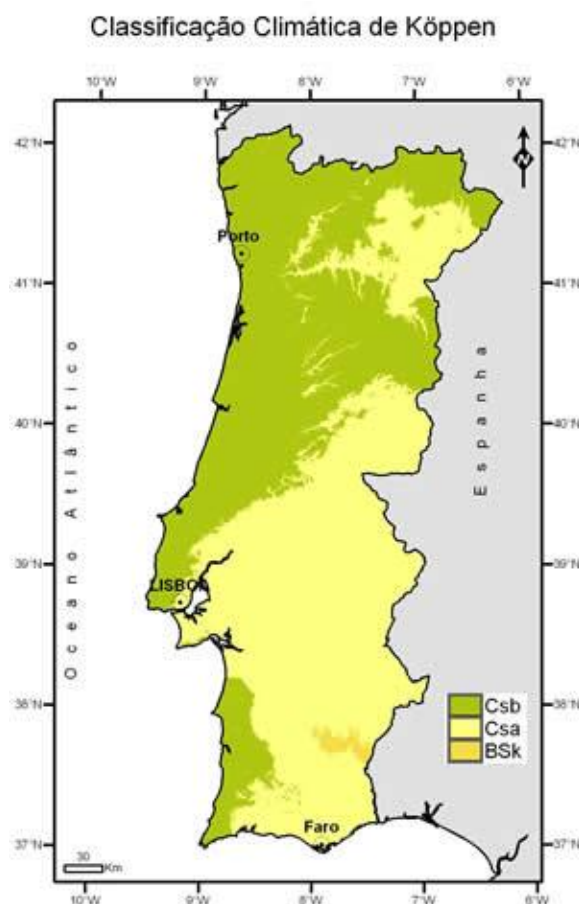 Classificação Climática de Köppen
10°W 9°W 8°W 7°W 6°W
42°N 42°N
N
Porto
41°N 41°N
Oceano Atlântico
Espanha
40°N 40°N
39°N 39°N
LISBOA
38°N 38°N
Csb
Csa
BSk
Faro
37°N 37°N
30
Km
10°W 9°W 8°W 7°W 6°W